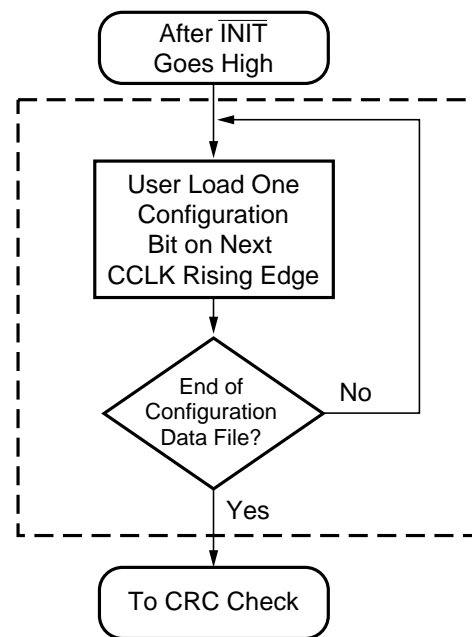 After INIT
Goes High
User Load One
Configuration
Bit on Next
CCLK Rising Edge
End of
Configuration
Data File?
No
Yes
To CRC Check